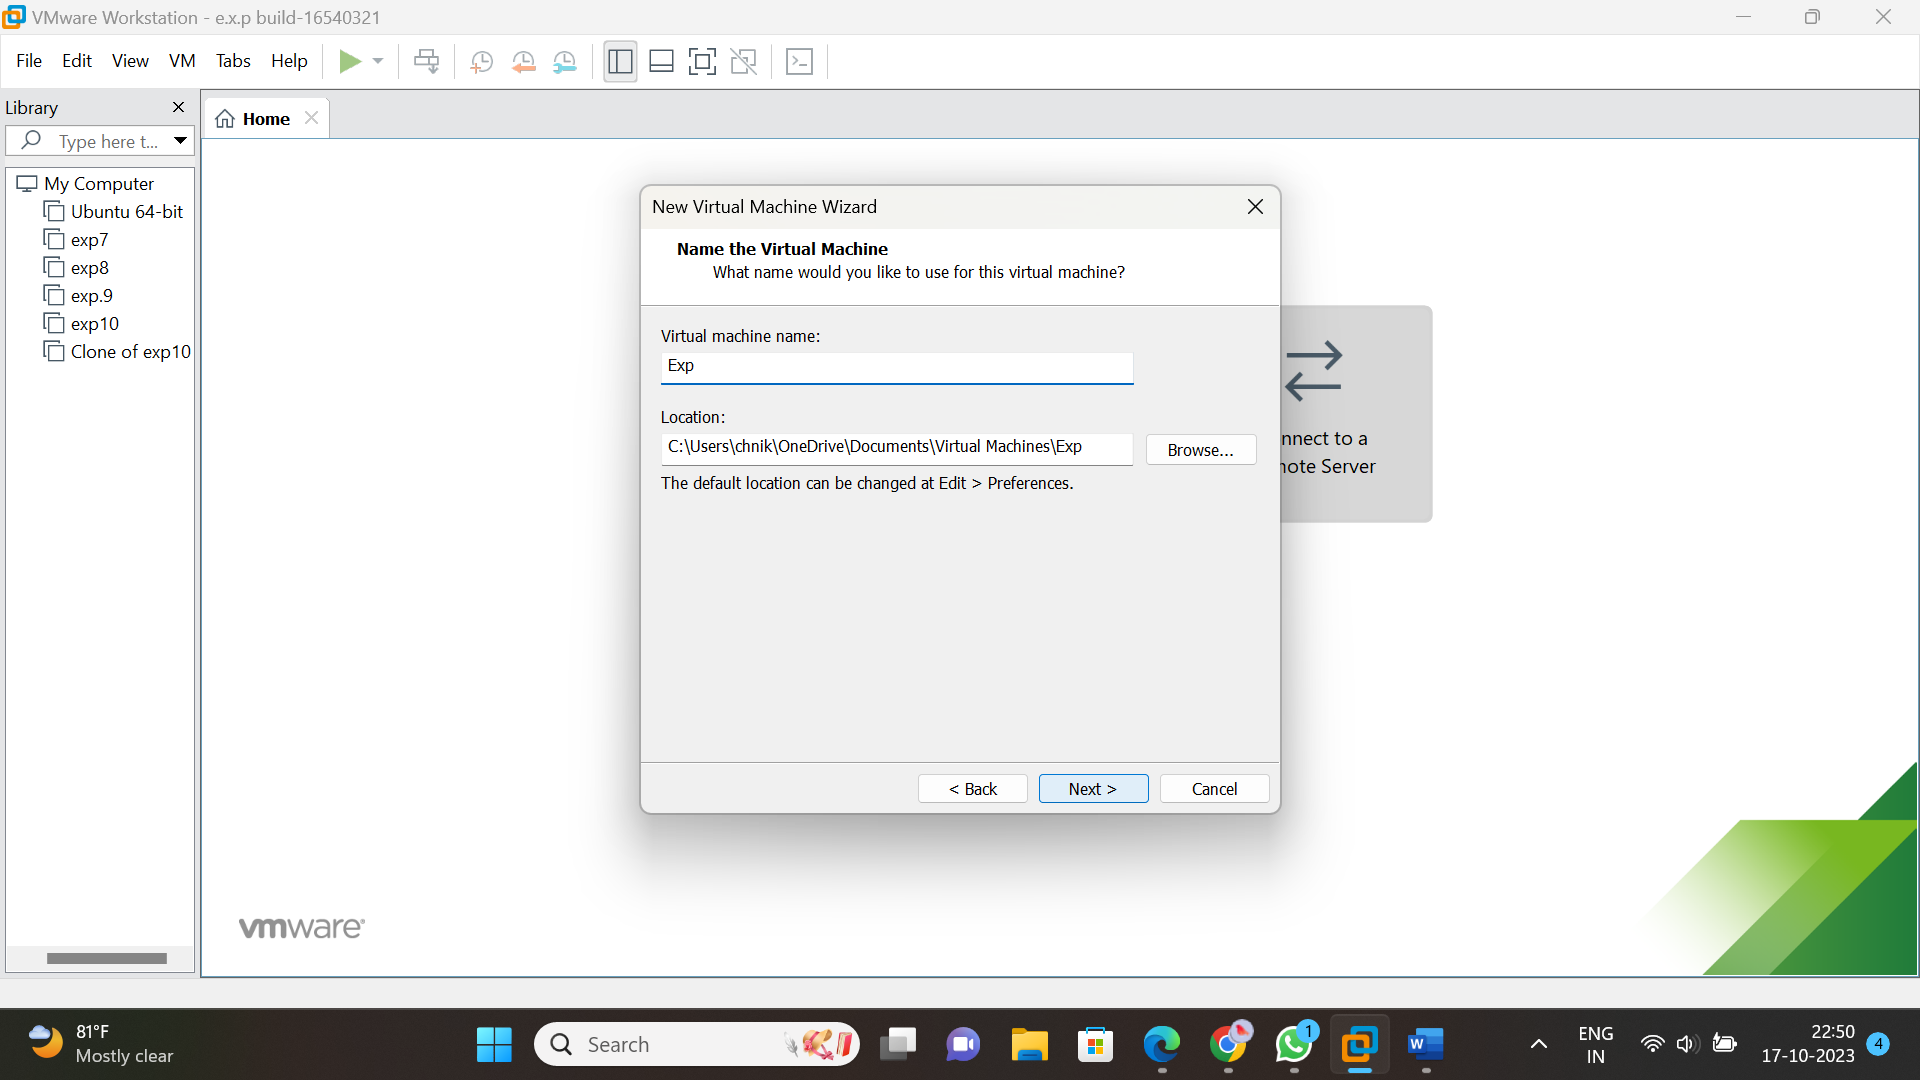 VMware Workstation - e.x.p build-16540321
File Edit View VM Tabs Help
Library
Home
Type here t...
My Computer
Ubuntu 64-bit
exp7
exp8
exp.9
exp10
Clone of exp10
New Virtual Machine Wizard
Name the Virtual Machine
What name would you like to use for this virtual machine?
Virtual machine name:
Exp
Location:
C:\Users\chnik\OneDrive\Documents\Virtual Machines\Exp
Browse...
The default location can be changed at Edit > Preferences.
< Back
Next >
Cancel
nnect to a
ote Server
vmware
81°F
Mostly clear
Search
1
W
ENG
IN
22:50
17-10-2023
4